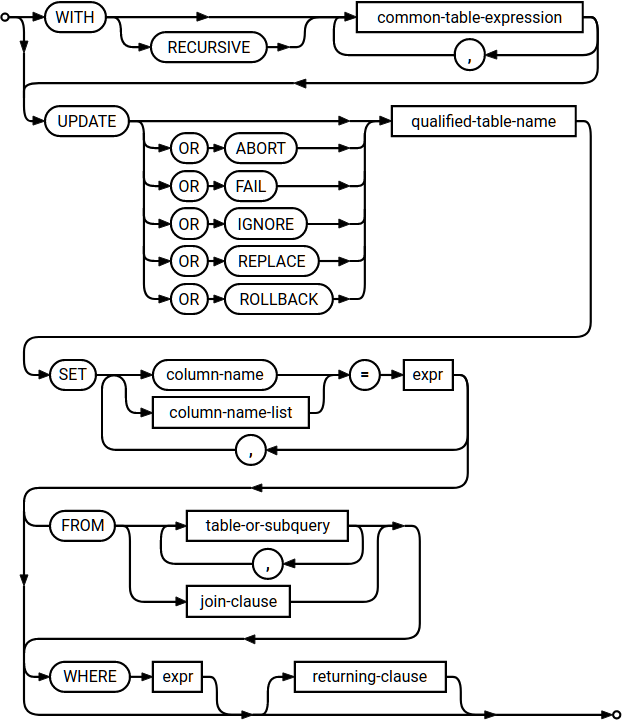 WITH common-table-expression
RECURSIVE ,
UPDATE qualified-table-name
OR ABORT
OR FAIL
OR IGNORE
OR REPLACE
OR ROLLBACK
SET column-name = expr
column-name-list
,
FROM table-or-subquery
,
join-clause
WHERE expr returning-clause